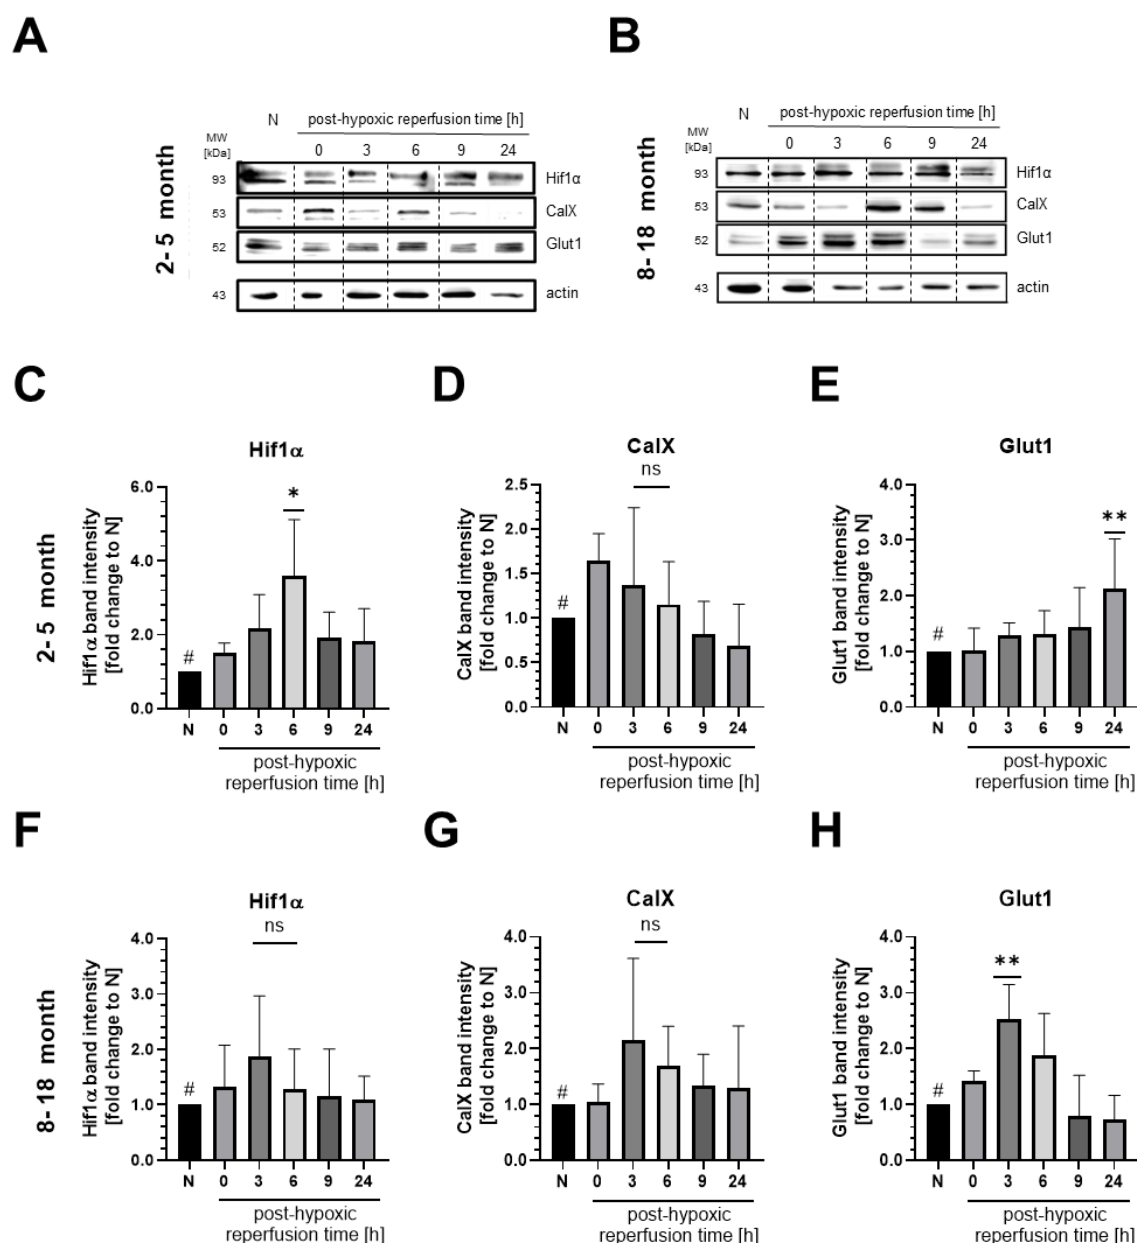 A
N post-hypoxic reperfusion time [h]
MW
[kDa]
0 3 6 9 24
93 Hif1α
53 CalX
52 Glut1
43 actin
2- 5 month
B
N post-hypoxic reperfusion time [h]
MW
[kDa]
0 3 6 9 24
93 Hif1α
53 CalX
52 Glut1
43 actin
8- 18 month
2- 5 month
C
Hif1α
Hif1α band intensity
[fold change to N]
6.0
4.0
2.0
0.0
#
*
N 0 3 6 9 24
post-hypoxic
reperfusion time [h]
D
CalX
ns
CalX band intensity
[fold change to N]
2.5
2.0
1.5
1.0
0.5
0.0
#
N 0 3 6 9 24
post-hypoxic
reperfusion time [h]
E
Glut1
Glut1 band intensity
[fold change to N]
4.0
3.0
2.0
1.0
0.0
#
**
N 0 3 6 9 24
post-hypoxic
reperfusion time [h]
8- 18 month
F
Hif1α
ns
Hif1α band intensity
[fold change to N]
4.0
3.0
2.0
1.0
0.0
#
N 0 3 6 9 24
post-hypoxic
reperfusion time [h]
G
CalX
ns
CalX band intensity
[fold change to N]
4.0
3.0
2.0
1.0
0.0
#
N 0 3 6 9 24
post-hypoxic
reperfusion time [h]
H
Glut1
**
Glut1 band intensity
[fold change to N]
4.0
3.0
2.0
1.0
0.0
#
N 0 3 6 9 24
post-hypoxic
reperfusion time [h]